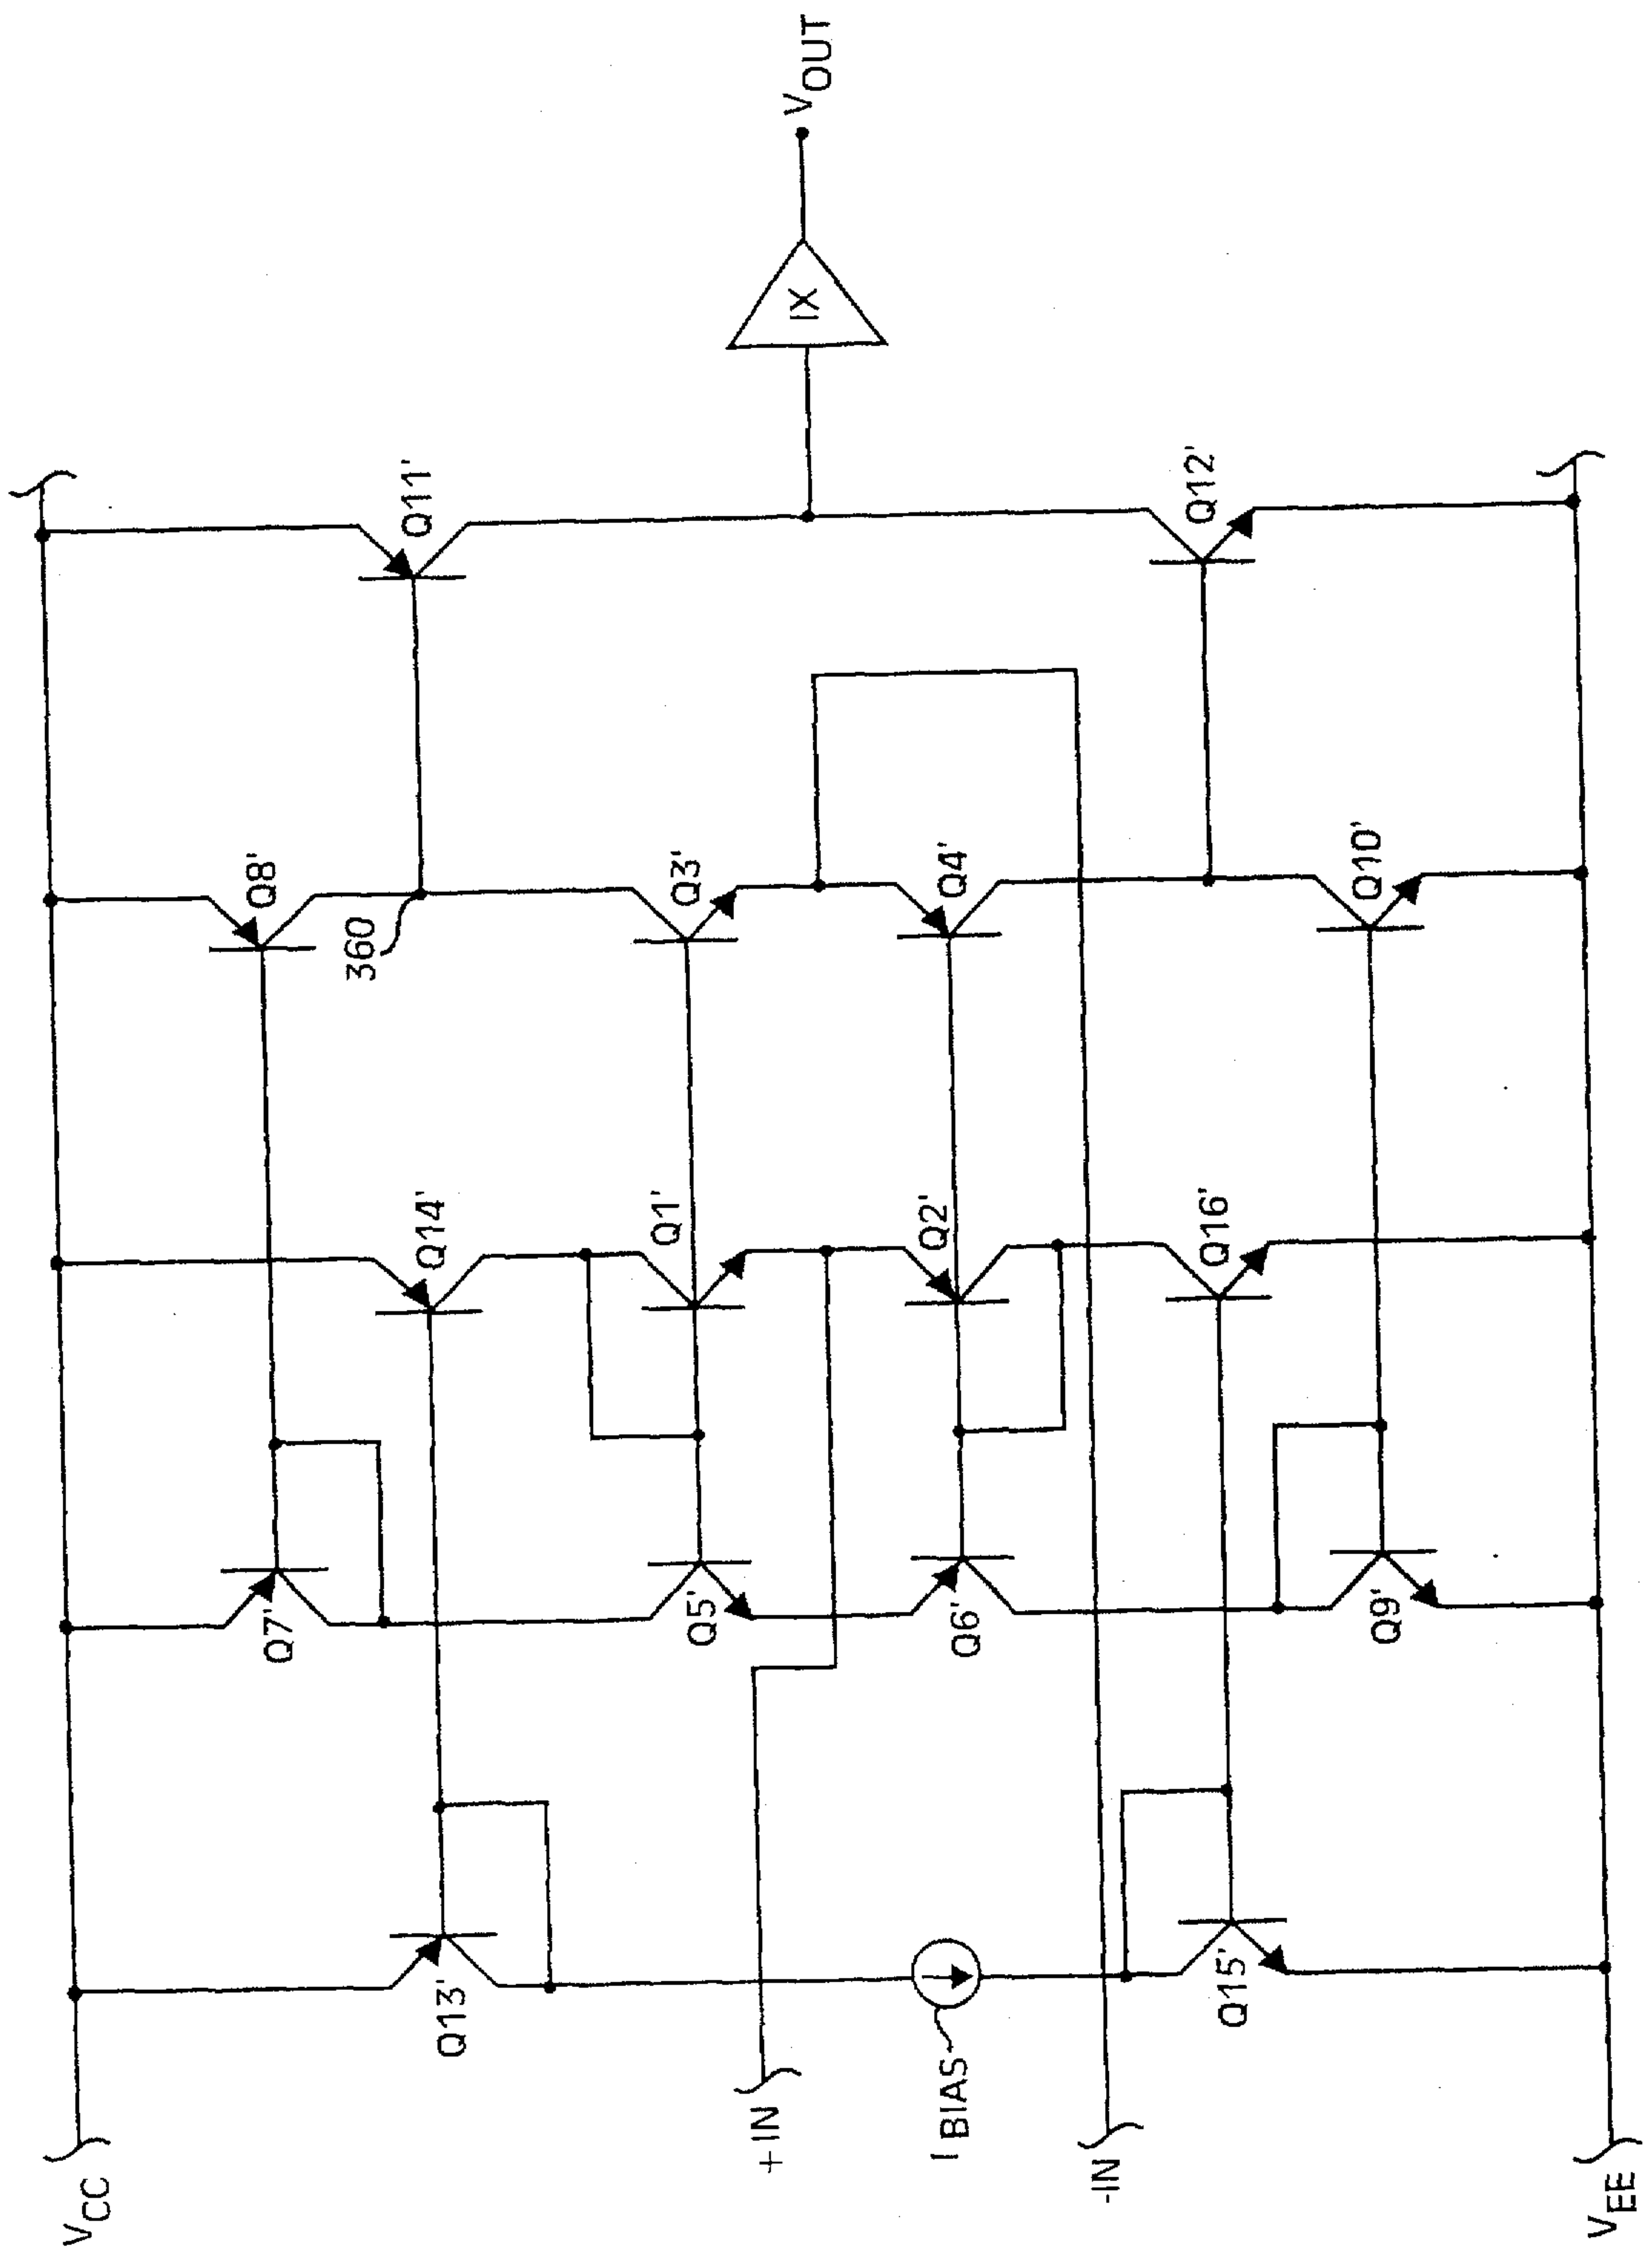 VCC
Q13'
Q7'
Q14'
Q8'
360
Q11'
+IN
Q5'
Q1'
Q3'
IX
VOUT
IBIAS
Q6'
Q2'
Q4'
-IN
Q15'
Q9'
Q16'
Q10'
Q12'
VEE